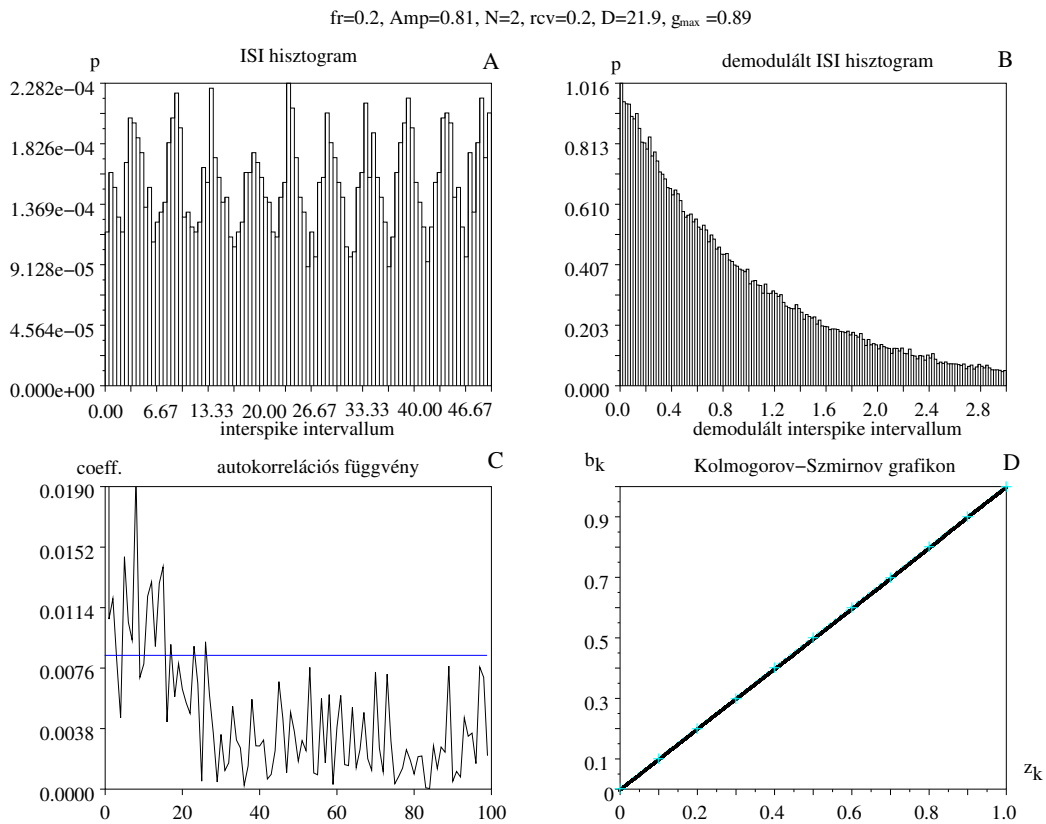 fr=0.2, Amp=0.81, N=2, rcv=0.2, D=21.9, gmax =0.89
p
ISI hisztogram
A
2.282e−04
1.826e−04
1.369e−04
9.128e−05
4.564e−05
0.000e+00
0.00 6.67 13.33 20.00 26.67 33.33 40.00 46.67
interspike intervallum
p
demodulált ISI hisztogram
B
1.016
0.813
0.610
0.407
0.203
0.000
0.0 0.4 0.8 1.2 1.6 2.0 2.4 2.8
demodulált interspike intervallum
coeff.
autokorrelációs függvény
C
0.0190
0.0152
0.0114
0.0076
0.0038
0.0000
0 20 40 60 80 100
bk
Kolmogorov−Szmirnov grafikon
D
0.9
0.7
0.5
0.3
0.1
0
zk
0 0.2 0.4 0.6 0.8 1.0